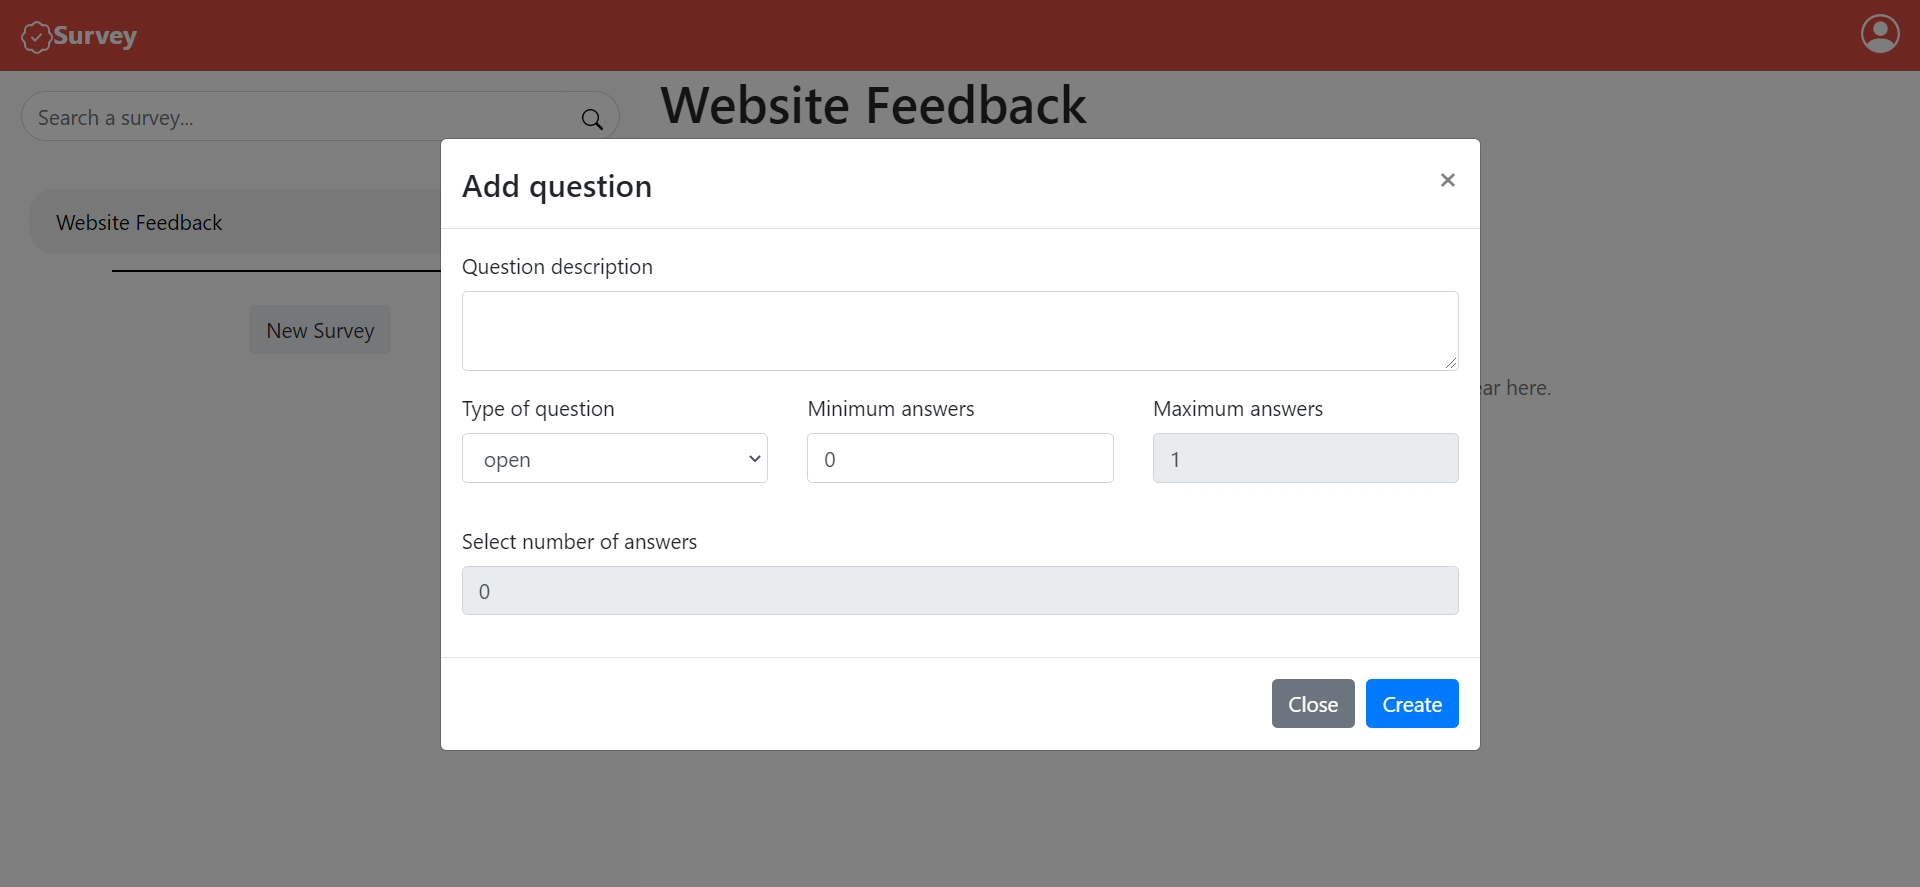 Survey
Search a survey...
Website Feedback
Website Feedback
New Survey
Add question
×
Question description
Type of question
Minimum answers
Maximum answers
open
0
1
Select number of answers
0
Close
Create
here.